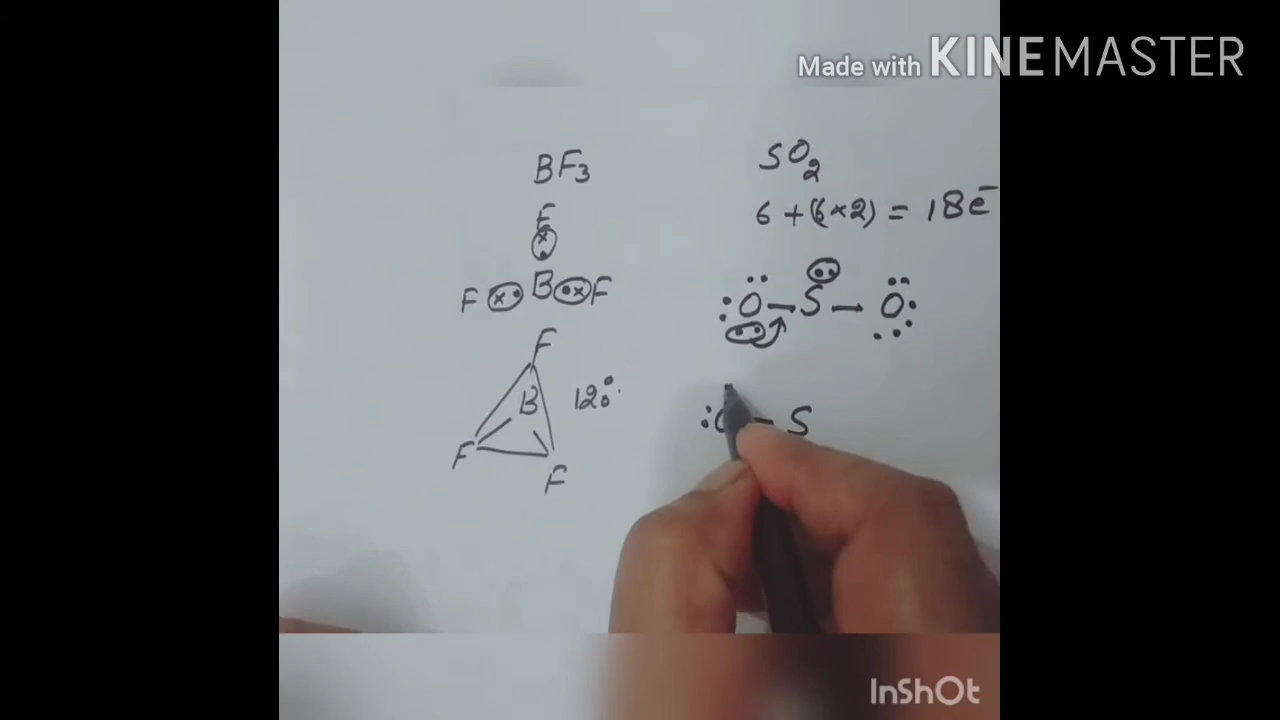 Made with KINEMASTER
BF3
F
x
F x• B •x F
F
B 120°
F
F
SO2
6 + (6×2) = 18e⁻
:O – S – O:
:O – S
InShOt